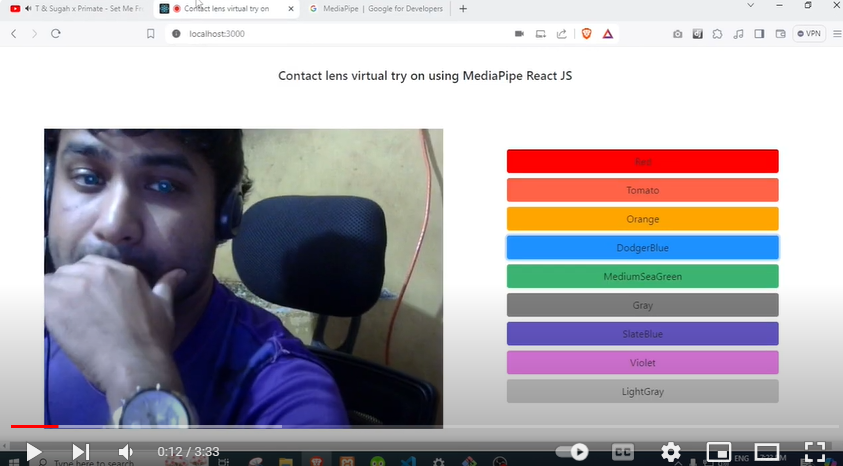 T & Sugah x Primate - Set Me Fr
Contact lens virtual try on
MediaPipe | Google for Developers
localhost:3000
VPN
Contact lens virtual try on using MediaPipe React JS
Red
Tomato
Orange
DodgerBlue
MediumSeaGreen
Gray
SlateBlue
Violet
LightGray
0:12 / 3:33
CC
Type here to search
ENG